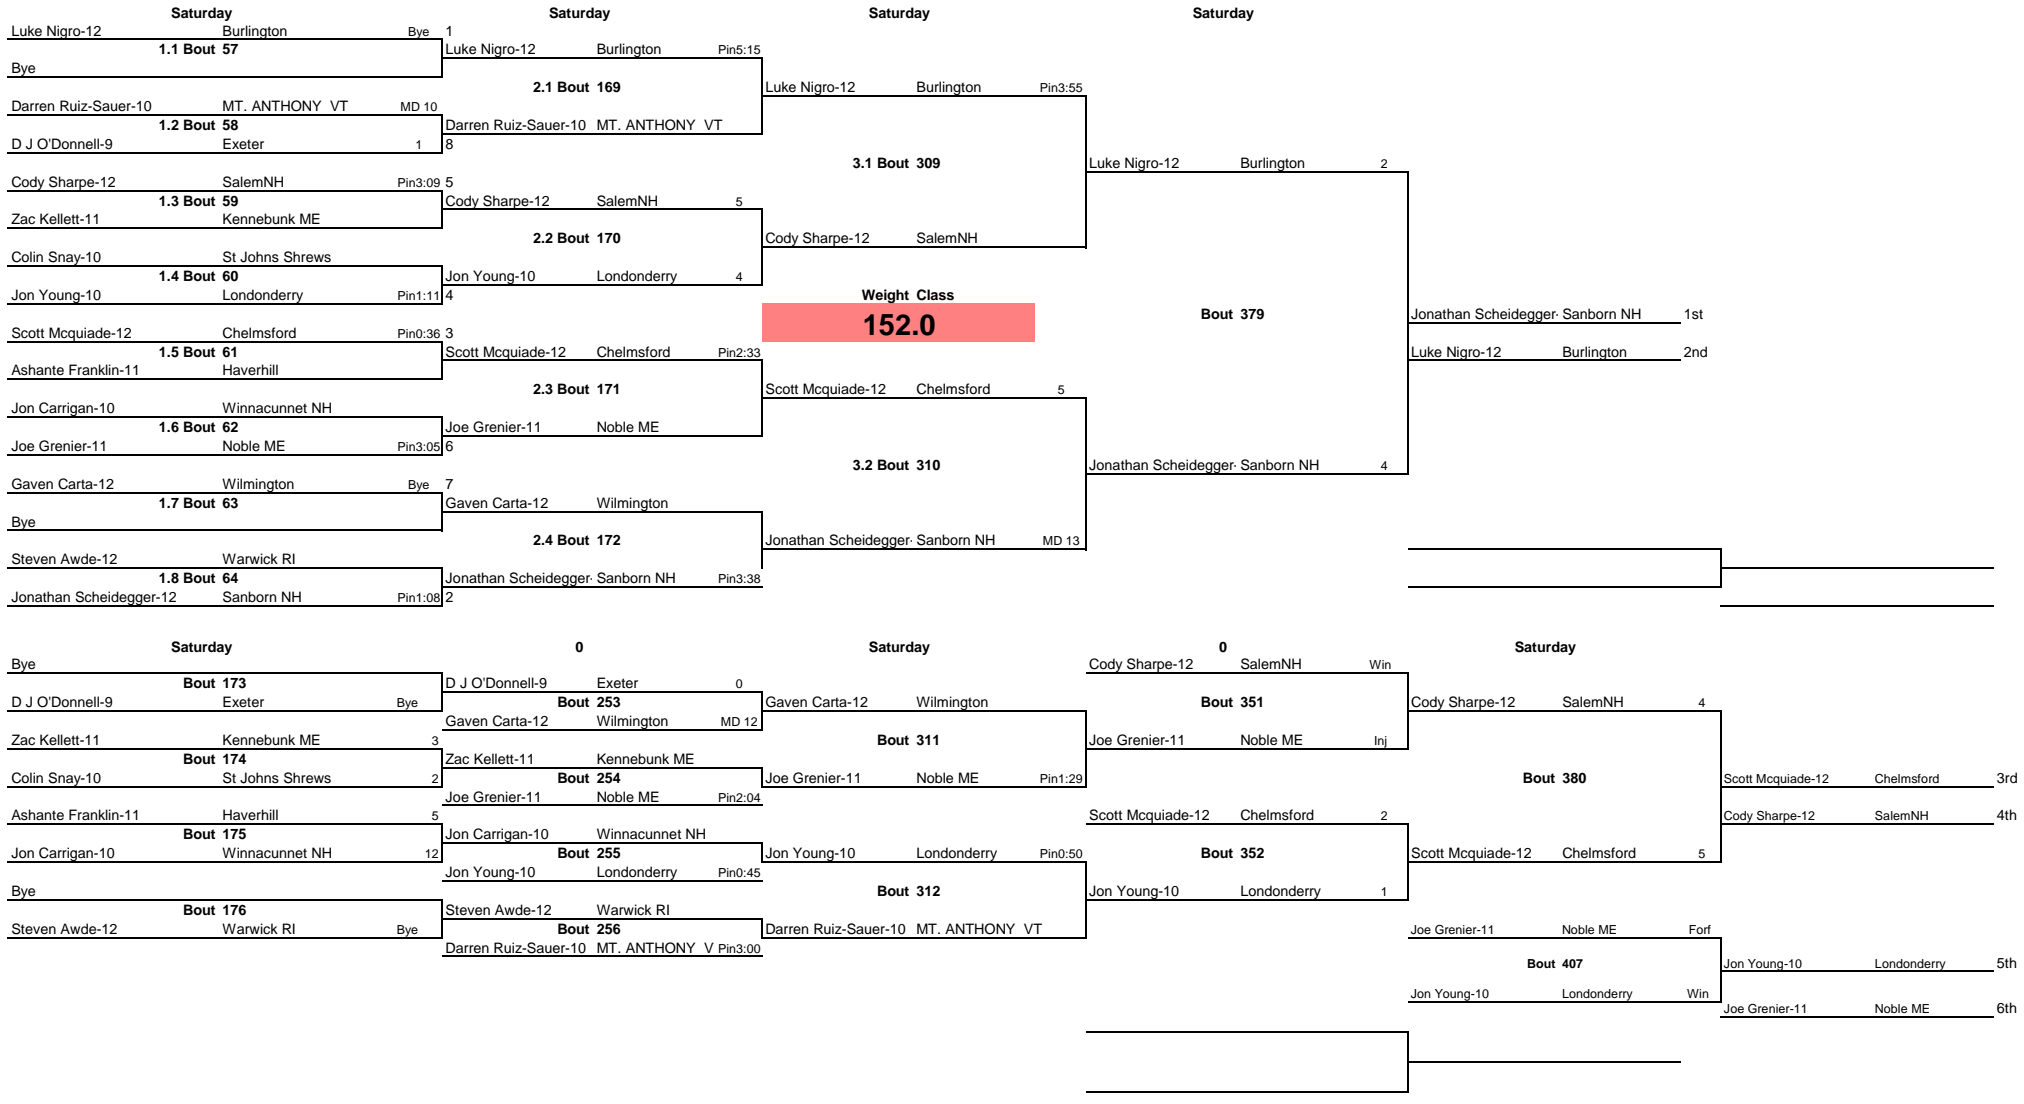 Saturday Saturday Saturday Saturday
Luke Nigro-12 Burlington Bye 1
1.1 Bout 57 Luke Nigro-12 Burlington Pin5:15
Bye
2.1 Bout 169 Luke Nigro-12 Burlington Pin3:55
Darren Ruiz-Sauer-10 MT. ANTHONY VT MD 10
1.2 Bout 58 Darren Ruiz-Sauer-10 MT. ANTHONY VT
D J O'Donnell-9 Exeter 1 8
3.1 Bout 309 Luke Nigro-12 Burlington 2
Cody Sharpe-12 SalemNH Pin3:09 5
1.3 Bout 59 Cody Sharpe-12 SalemNH 5
Zac Kellett-11 Kennebunk ME
2.2 Bout 170 Cody Sharpe-12 SalemNH
Colin Snay-10 St Johns Shrews
1.4 Bout 60 Jon Young-10 Londonderry 4
Jon Young-10 Londonderry Pin1:11 4 Weight Class
Bout 379 Jonathan Scheidegger- Sanborn NH 1st
152.0
Scott Mcquiade-12 Chelmsford Pin0:36 3
1.5 Bout 61 Scott Mcquiade-12 Chelmsford Pin2:33 Luke Nigro-12 Burlington 2nd
Ashante Franklin-11 Haverhill
2.3 Bout 171 Scott Mcquiade-12 Chelmsford 5
Jon Carrigan-10 Winnacunnet NH
1.6 Bout 62 Joe Grenier-11 Noble ME
Joe Grenier-11 Noble ME Pin3:05 6
3.2 Bout 310 Jonathan Scheidegger- Sanborn NH 4
Gaven Carta-12 Wilmington Bye 7
1.7 Bout 63 Gaven Carta-12 Wilmington
Bye
2.4 Bout 172 Jonathan Scheidegger- Sanborn NH MD 13
Steven Awde-12 Warwick RI
1.8 Bout 64 Jonathan Scheidegger- Sanborn NH Pin3:38
Jonathan Scheidegger-12 Sanborn NH Pin1:08 2
Saturday 0 Saturday 0 Saturday
Bye Cody Sharpe-12 SalemNH Win
Bout 173 D J O'Donnell-9 Exeter 0
D J O'Donnell-9 Exeter Bye Bout 253 Gaven Carta-12 Wilmington Bout 351 Cody Sharpe-12 SalemNH 4
Gaven Carta-12 Wilmington MD 12
Zac Kellett-11 Kennebunk ME 3 Bout 311 Joe Grenier-11 Noble ME Inj
Bout 174 Zac Kellett-11 Kennebunk ME
Colin Snay-10 St Johns Shrews 2 Bout 254 Joe Grenier-11 Noble ME Pin1:29 Bout 380 Scott Mcquiade-12 Chelmsford 3rd
Joe Grenier-11 Noble ME Pin2:04
Ashante Franklin-11 Haverhill 5 Scott Mcquiade-12 Chelmsford 2 Cody Sharpe-12 SalemNH 4th
Bout 175 Jon Carrigan-10 Winnacunnet NH
Jon Carrigan-10 Winnacunnet NH 12 Bout 255 Jon Young-10 Londonderry Pin0:50 Bout 352 Scott Mcquiade-12 Chelmsford 5
Jon Young-10 Londonderry Pin0:45
Bye Bout 312 Jon Young-10 Londonderry 1
Bout 176 Steven Awde-12 Warwick RI
Steven Awde-12 Warwick RI Bye Bout 256 Darren Ruiz-Sauer-10 MT. ANTHONY VT Joe Grenier-11 Noble ME Forf
Darren Ruiz-Sauer-10 MT. ANTHONY V Pin3:00
Bout 407 Jon Young-10 Londonderry 5th
Jon Young-10 Londonderry Win
Joe Grenier-11 Noble ME 6th